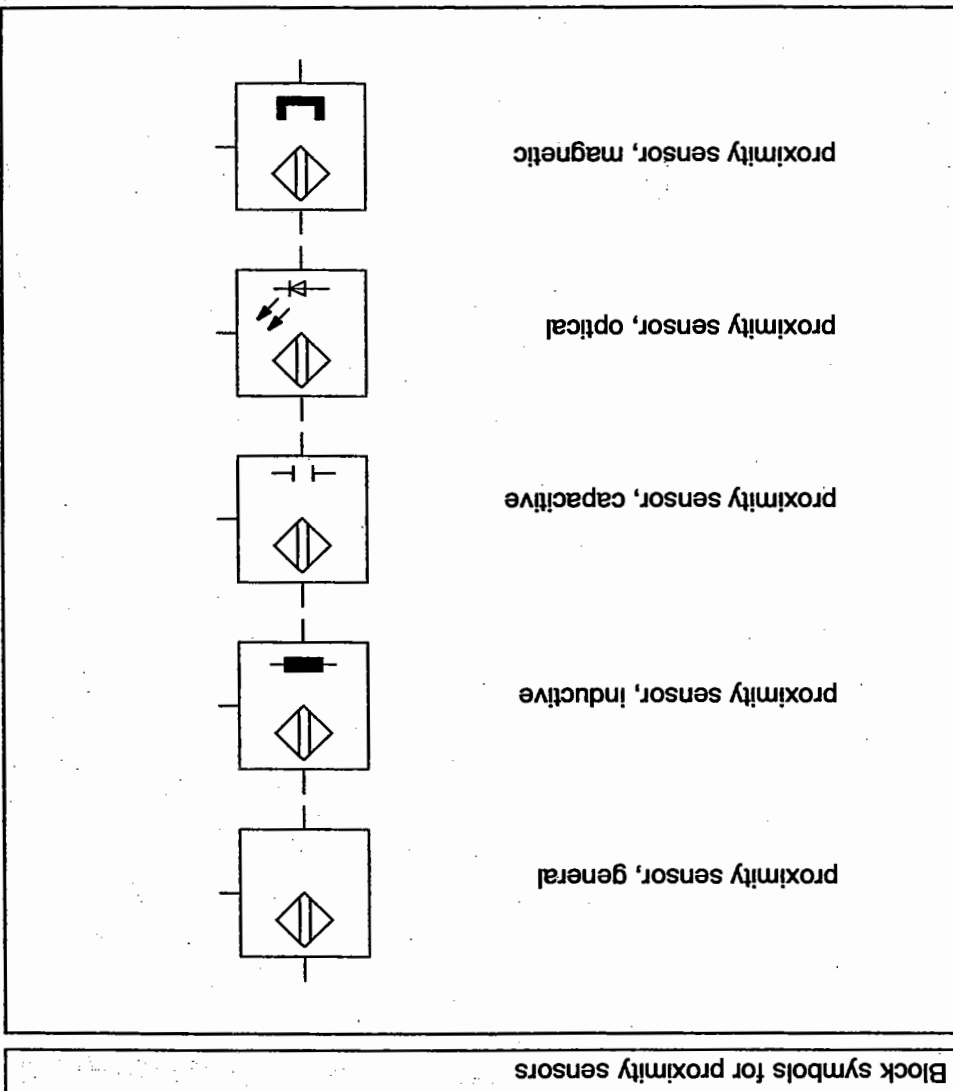 Block symbols for proximity sensors
proximity sensor, general
proximity sensor, inductive
proximity sensor, capacitive
proximity sensor, optical
proximity sensor, magnetic